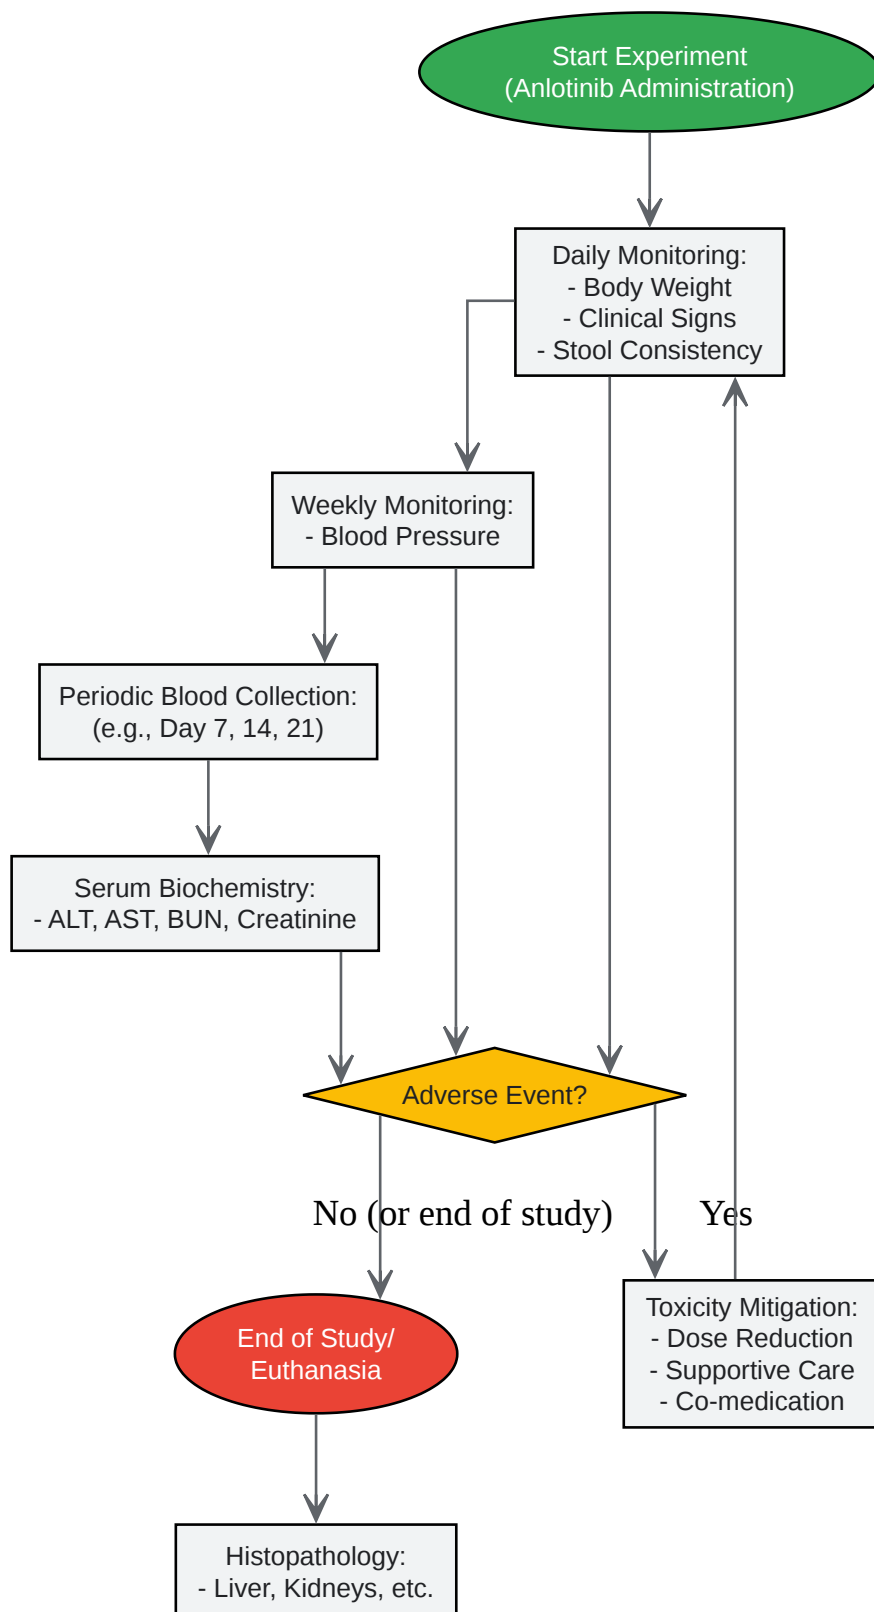 Start Experiment
(Anlotinib Administration)
Daily Monitoring:
- Body Weight
- Clinical Signs
- Stool Consistency
Weekly Monitoring:
- Blood Pressure
Periodic Blood Collection:
(e.g., Day 7, 14, 21)
Serum Biochemistry:
- ALT, AST, BUN, Creatinine
Adverse Event?
No (or end of study)
Yes
Toxicity Mitigation:
- Dose Reduction
- Supportive Care
- Co-medication
End of Study/
Euthanasia
Histopathology:
- Liver, Kidneys, etc.